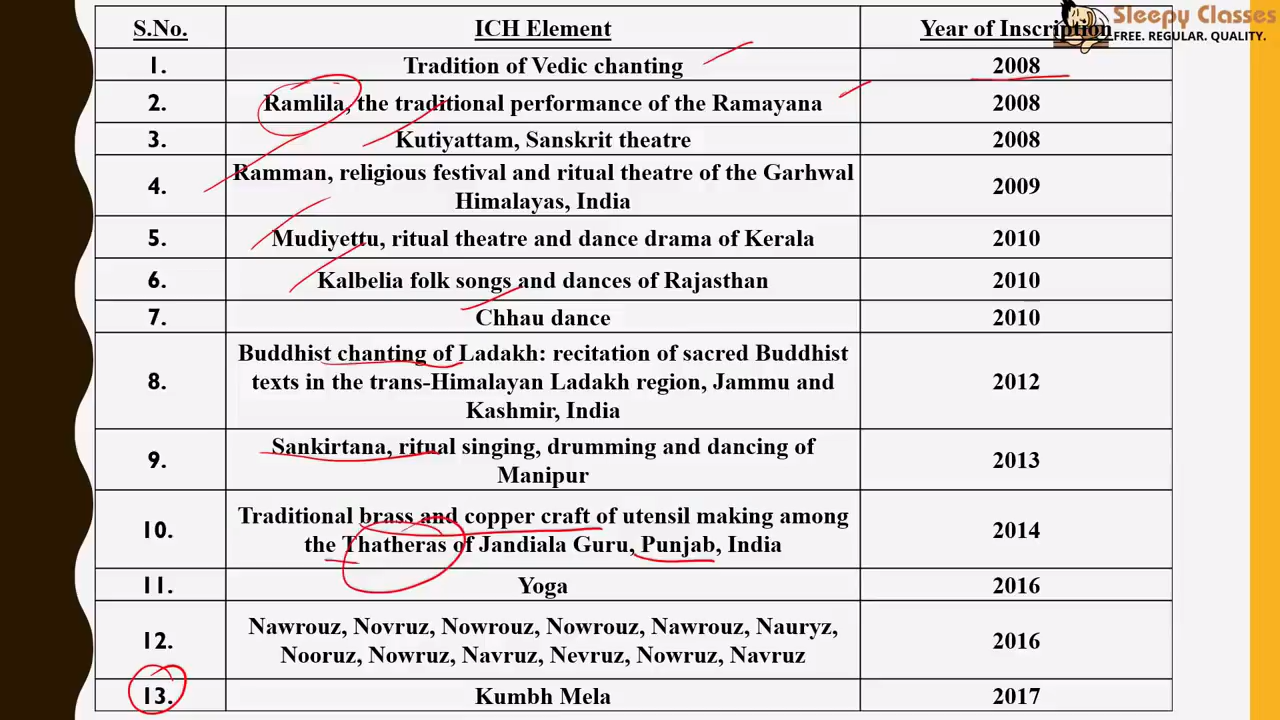 Sleepy Classes
FREE. REGULAR. QUALITY.
S.No. ICH Element Year of Inscription
1. Tradition of Vedic chanting 2008
2. Ramlila, the traditional performance of the Ramayana 2008
3. Kutiyattam, Sanskrit theatre 2008
4. Ramman, religious festival and ritual theatre of the Garhwal
Himalayas, India 2009
5. Mudiyettu, ritual theatre and dance drama of Kerala 2010
6. Kalbelia folk songs and dances of Rajasthan 2010
7. Chhau dance 2010
8. Buddhist chanting of Ladakh: recitation of sacred Buddhist
texts in the trans-Himalayan Ladakh region, Jammu and
Kashmir, India 2012
9. Sankirtana, ritual singing, drumming and dancing of
Manipur 2013
10. Traditional brass and copper craft of utensil making among
the Thatheras of Jandiala Guru, Punjab, India 2014
11. Yoga 2016
12. Nawrouz, Novruz, Nowrouz, Nowrouz, Nawrouz, Nauryz,
Nooruz, Nowruz, Navruz, Nevruz, Nowruz, Navruz 2016
13. Kumbh Mela 2017